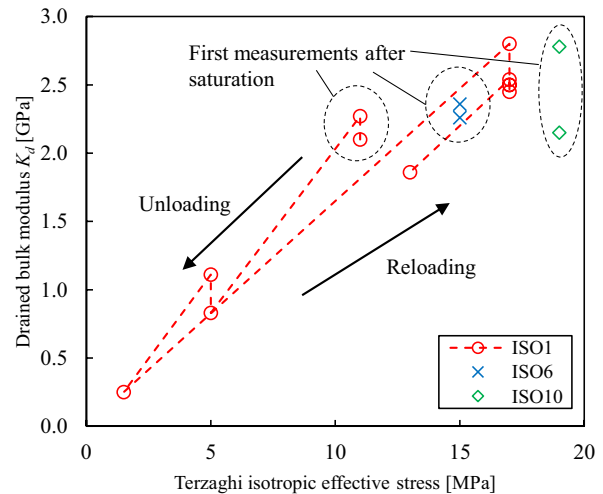 3.0
2.5
2.0
1.5
1.0
0.5
0.0
Drained bulk modulus K_d [GPa]
First measurements after
saturation
Unloading
Reloading
ISO1
ISO6
ISO10
0
5
10
15
20
Terzaghi isotropic effective stress [MPa]